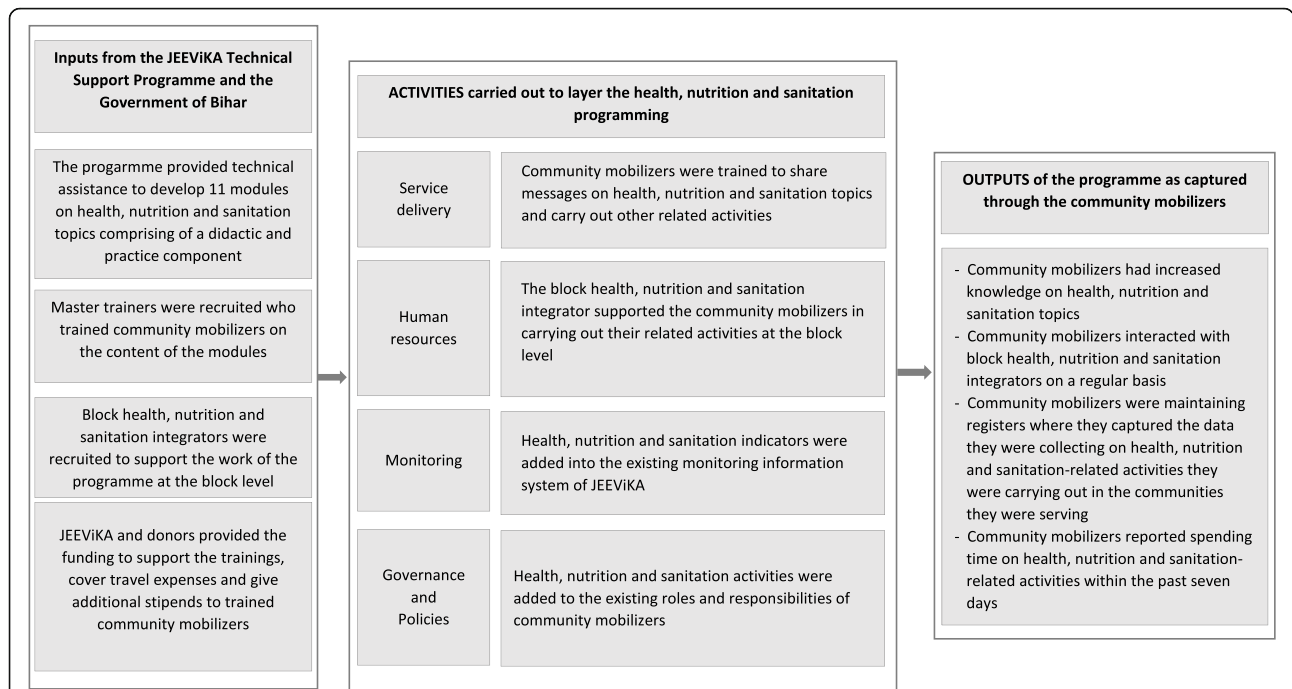 Inputs from the JEEViKA Technical
Support Programme and the
Government of Bihar
The progarmme provided technical
assistance to develop 11 modules
on health, nutrition and sanitation
topics comprising of a didactic and
practice component
Master trainers were recruited who
trained community mobilizers on
the content of the modules
Block health, nutrition and
sanitation integrators were
recruited to support the work of the
programme at the block level
JEEViKA and donors provided the
funding to support the trainings,
cover travel expenses and give
additional stipends to trained
community mobilizers
ACTIVITIES carried out to layer the health, nutrition and sanitation
programming
Service
delivery
Community mobilizers were trained to share
messages on health, nutrition and sanitation topics
and carry out other related activities
Human
resources
The block health, nutrition and sanitation
integrator supported the community mobilizers in
carrying out their related activities at the block
level
Monitoring
Health, nutrition and sanitation indicators were
added into the existing monitoring information
system of JEEViKA
Governance
and
Policies
Health, nutrition and sanitation activities were
added to the existing roles and responsibilities of
community mobilizers
OUTPUTS of the programme as captured
through the community mobilizers
- Community mobilizers had increased
knowledge on health, nutrition and
sanitation topics
- Community mobilizers interacted with
block health, nutrition and sanitation
integrators on a regular basis
- Community mobilizers were maintaining
registers where they captured the data
they were collecting on health, nutrition
and sanitation-related activities they
were carrying out in the communities
they were serving
- Community mobilizers reported spending
time on health, nutrition and sanitation-
related activities within the past seven
days